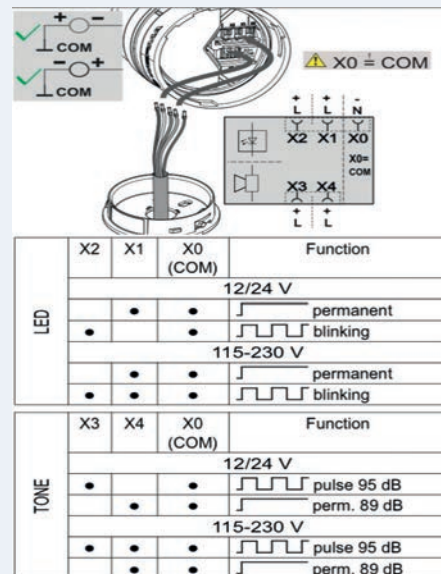 + -
COM
- +
COM
⚠ X0 ≙ COM
+ + -
L L N
X2 X1 X0
X0=
COM
X3 X4
+ +
L L
LED
X2 X1 X0 (COM) Function
12/24 V
• • permanent
• • blinking
115-230 V
• • permanent
• • • blinking
TONE
X3 X4 X0 (COM) Function
12/24 V
• • pulse 95 dB
• • perm. 89 dB
115-230 V
• • • pulse 95 dB
• • perm. 89 dB